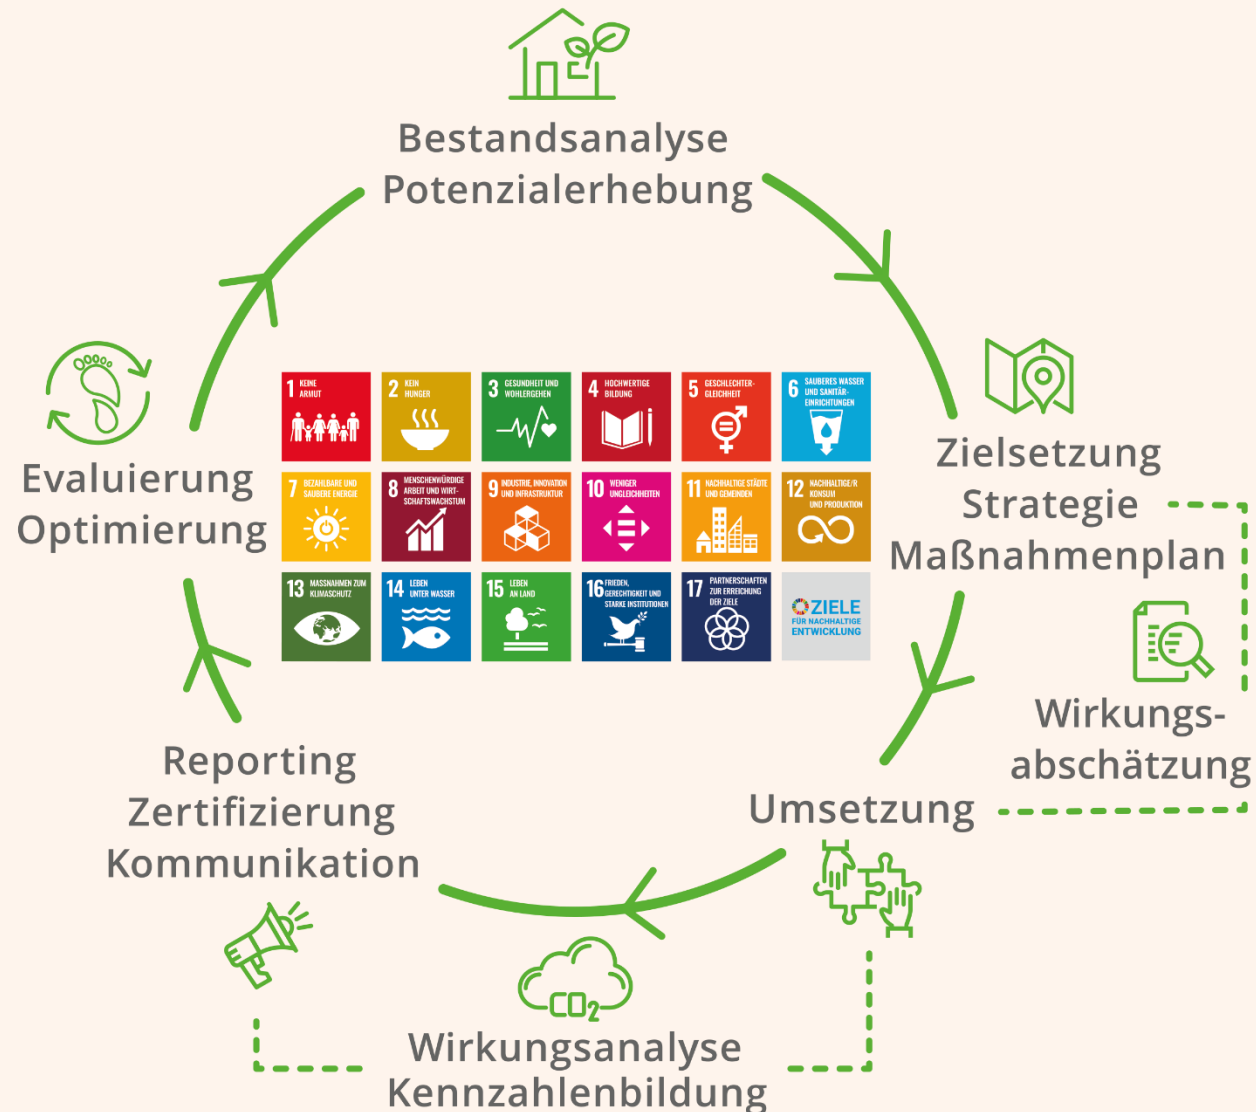 Bestandsanalyse
Potenzialerhebung
Zielsetzung
Strategie
Maßnahmenplan
Wirkungs-
abschätzung
Umsetzung
CO2
Wirkungsanalyse
Kennzahlenbildung
Reporting
Zertifizierung
Kommunikation
Evaluierung
Optimierung
1 KEINE
ARMUT
2 KEIN
HUNGER
3 GESUNDHEIT UND
WOHLERGEHEN
4 HOCHWERTIGE
BILDUNG
5 GESCHLECHTER-
GLEICHHEIT
6 SAUBERES WASSER
UND SANITÄR-
EINRICHTUNGEN
7 BEZAHLBARE UND
SAUBERE ENERGIE
8 MENSCHENWÜRDIGE
ARBEIT UND WIRT-
SCHAFTSWACHSTUM
9 INDUSTRIE, INNOVATION
UND INFRASTRUKTUR
10 WENIGER
UNGLEICHHEITEN
11 NACHHALTIGE STÄDTE
UND GEMEINDEN
12 NACHHALTIGE/R
KONSUM
UND PRODUKTION
13 MASSNAHMEN ZUM
KLIMASCHUTZ
14 LEBEN
UNTER WASSER
15 LEBEN
AN LAND
16 FRIEDEN,
GERECHTIGKEIT UND
STARKE INSTITUTIONEN
17 PARTNERSCHAFTEN
ZUR ERREICHUNG
DER ZIELE
ZIELE
FÜR NACHHALTIGE
ENTWICKLUNG